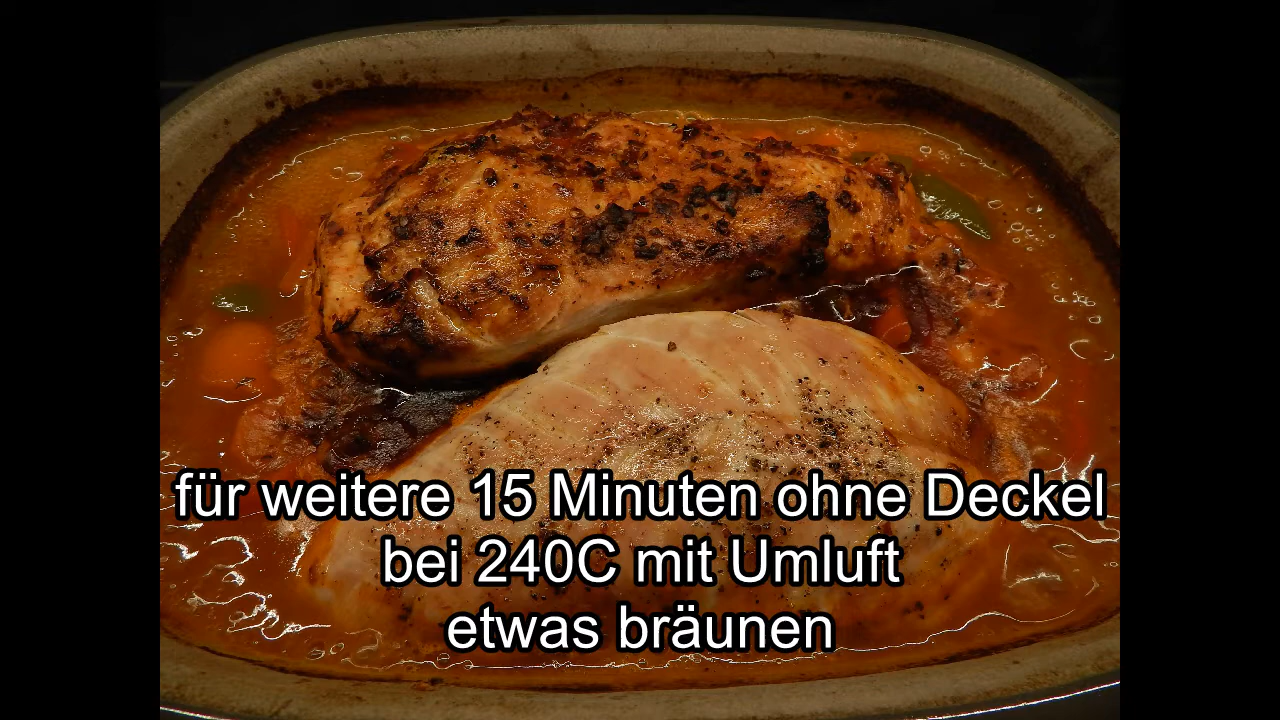 für weitere 15 Minuten ohne Deckel
bei 240C mit Umluft
etwas bräunen